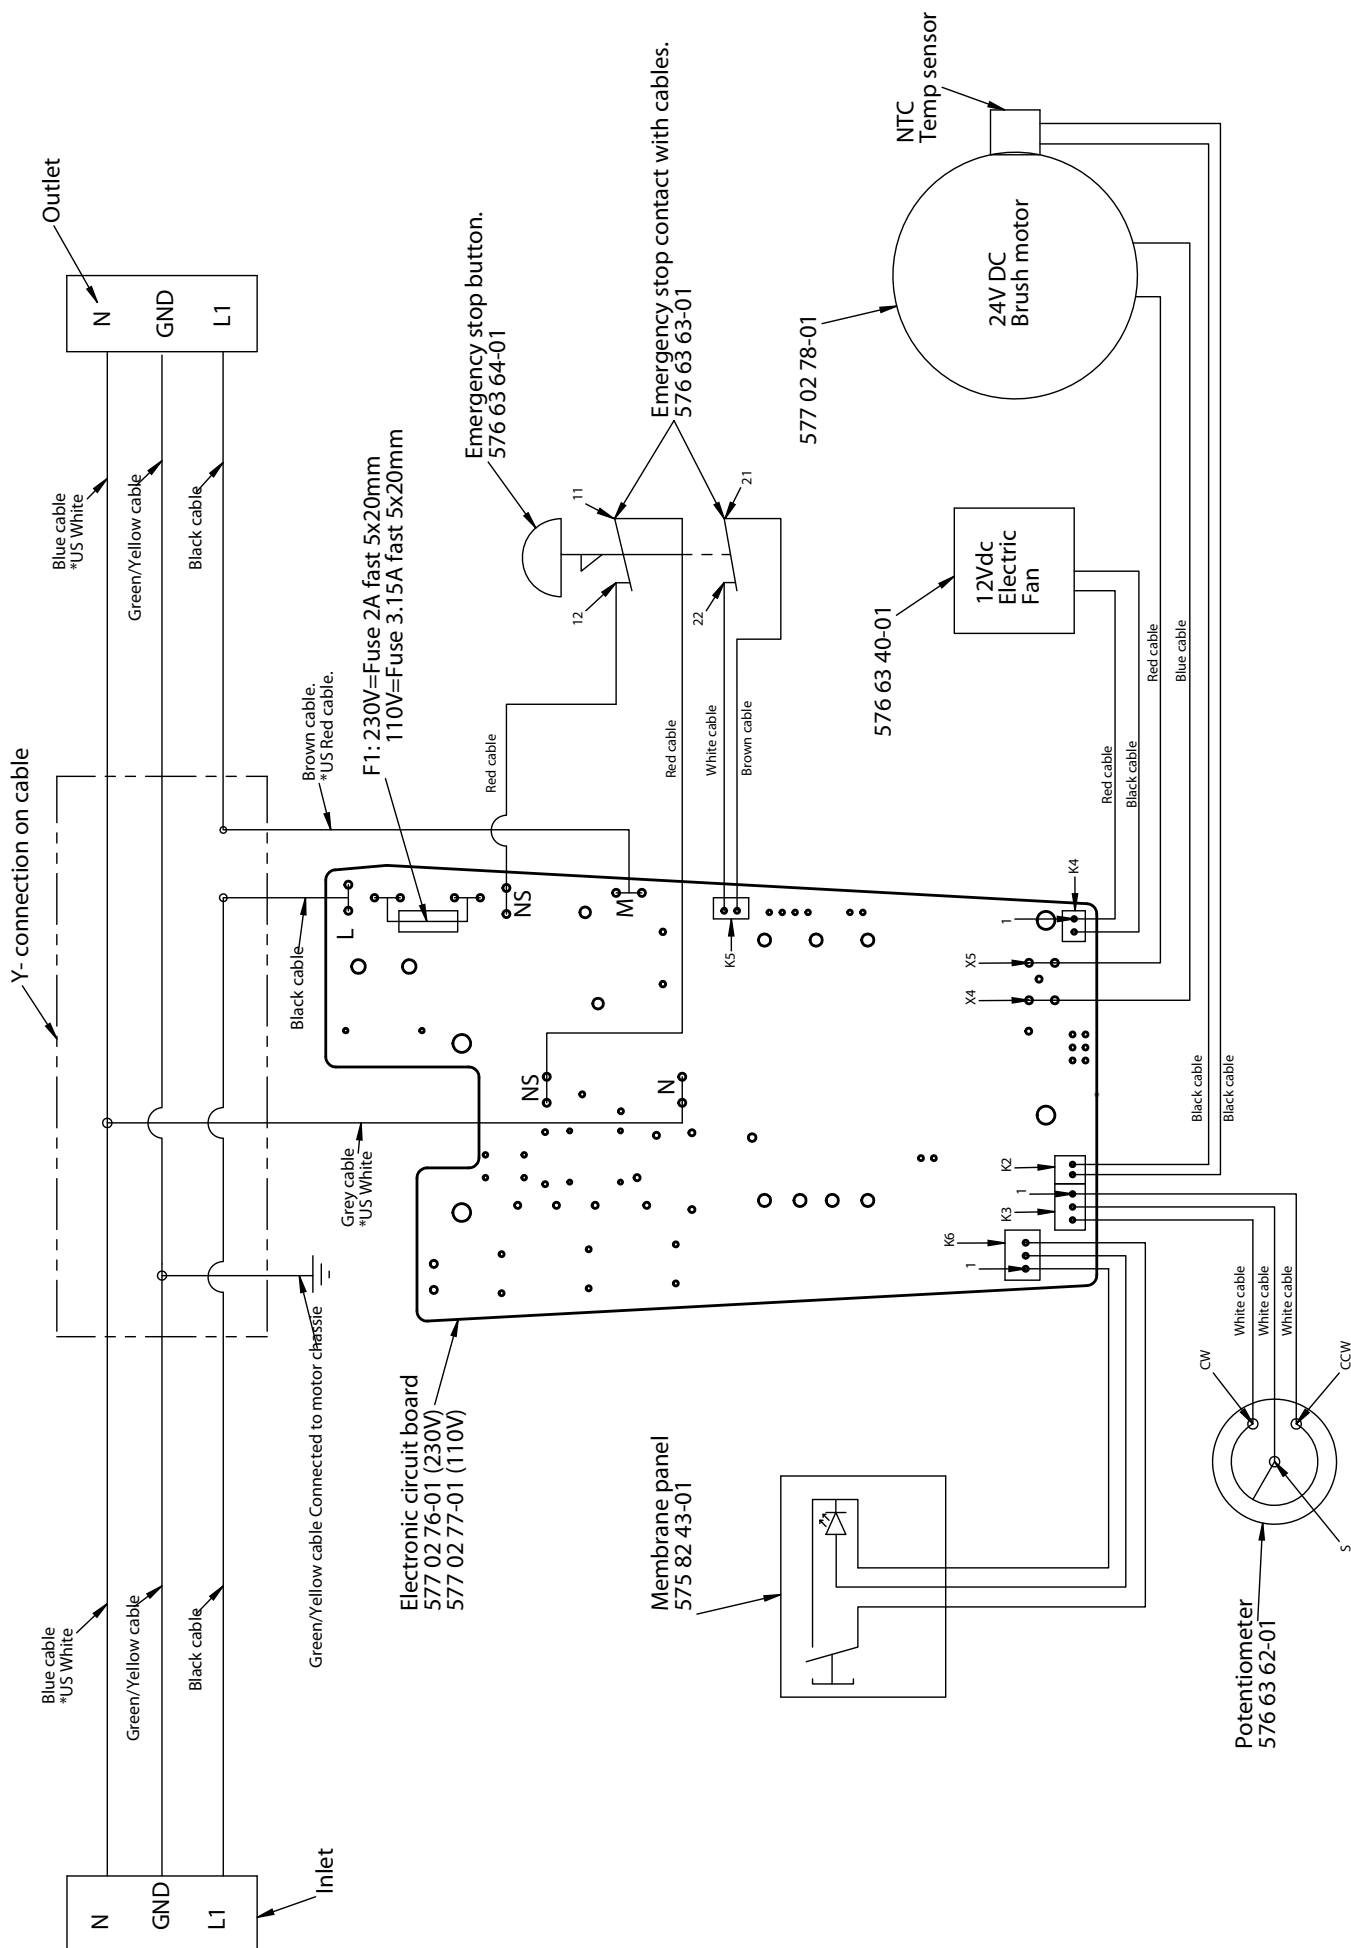 Y- connection on cable
Inlet
N
GND
L1
Blue cable
*US White
Green/Yellow cable
Black cable
Green/Yellow cable Connected to motor chassie
Grey cable
*US White
Black cable
Brown cable.
*US Red cable.
Blue cable
*US White
Green/Yellow cable
Black cable
Outlet
N
GND
L1
F1: 230V=Fuse 2A fast 5x20mm
110V=Fuse 3.15A fast 5x20mm
Emergency stop button.
576 63 64-01
Emergency stop contact with cables.
576 63 63-01
12
11
22
21
Red cable
Red cable
White cable
Brown cable
L
NS
M
NS
N
K5
Electronic circuit board
577 02 76-01 (230V)
577 02 77-01 (110V)
Membrane panel
575 82 43-01
1
K6
K3
1
K2
X4
X5
1
K4
576 63 40-01
12Vdc
Electric
Fan
577 02 78-01
24V DC
Brush motor
NTC
Temp sensor
Red cable
Black cable
Red cable
Blue cable
Black cable
Black cable
White cable
White cable
White cable
CW
CCW
S
Potentiometer
576 63 62-01